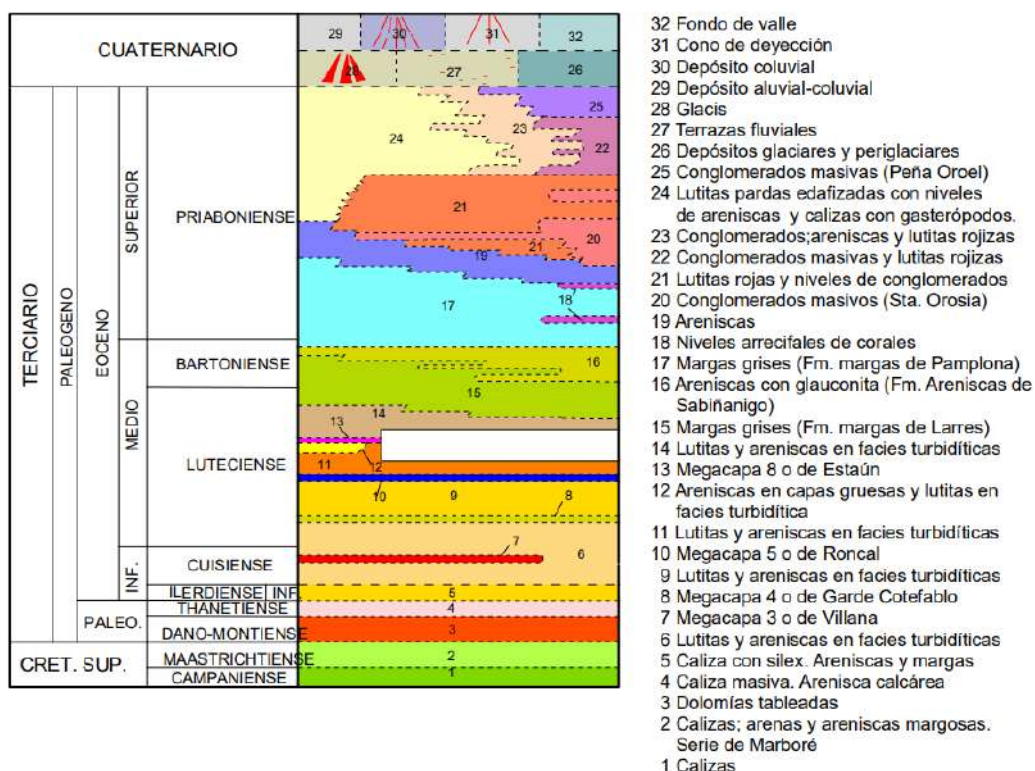 CUATERNARIO
29
30
31
32
28
27
26
TERCIARIO
PALEOGENO
EOCENO
SUPERIOR
PRIABONIENSE
24
23
25
22
21
21
20
19
17
18
MEDIO
BARTONIENSE
16
15
LUTECIENSE
14
13
11
12
10
9
8
INF.
CUISIENSE
7
6
ILERDIENSE INF.
5
PALEO.
THANETIENSE
4
DANO-MONTIENSE
3
CRET. SUP.
MAASTRICHTIENSE
2
CAMPANIENSE
1
32 Fondo de valle
31 Cono de deyección
30 Depósito coluvial
29 Depósito aluvial-coluvial
28 Glacis
27 Terrazas fluviales
26 Depósitos glaciares y periglaciares
25 Conglomerados masivas (Peña Oroel)
24 Lutitas pardas edafizadas con niveles
de areniscas y calizas con gasterópodos.
23 Conglomerados;areniscas y lutitas rojizas
22 Conglomerados masivas y lutitas rojizas
21 Lutitas rojas y niveles de conglomerados
20 Conglomerados masivos (Sta. Orosia)
19 Areniscas
18 Niveles arrecifales de corales
17 Margas grises (Fm. margas de Pamplona)
16 Areniscas con glauconita (Fm. Areniscas de
Sabiñanigo)
15 Margas grises (Fm. margas de Larres)
14 Lutitas y areniscas en facies turbidíticas
13 Megacapa 8 o de Estaún
12 Areniscas en capas gruesas y lutitas en
facies turbidítica
11 Lutitas y areniscas en facies turbidíticas
10 Megacapa 5 o de Roncal
9 Lutitas y areniscas en facies turbidíticas
8 Megacapa 4 o de Garde Cotefablo
7 Megacapa 3 o de Villana
6 Lutitas y areniscas en facies turbidíticas
5 Caliza con silex. Areniscas y margas
4 Caliza masiva. Arenisca calcárea
3 Dolomías tableadas
2 Calizas; arenas y areniscas margosas.
Serie de Marboré
1 Calizas